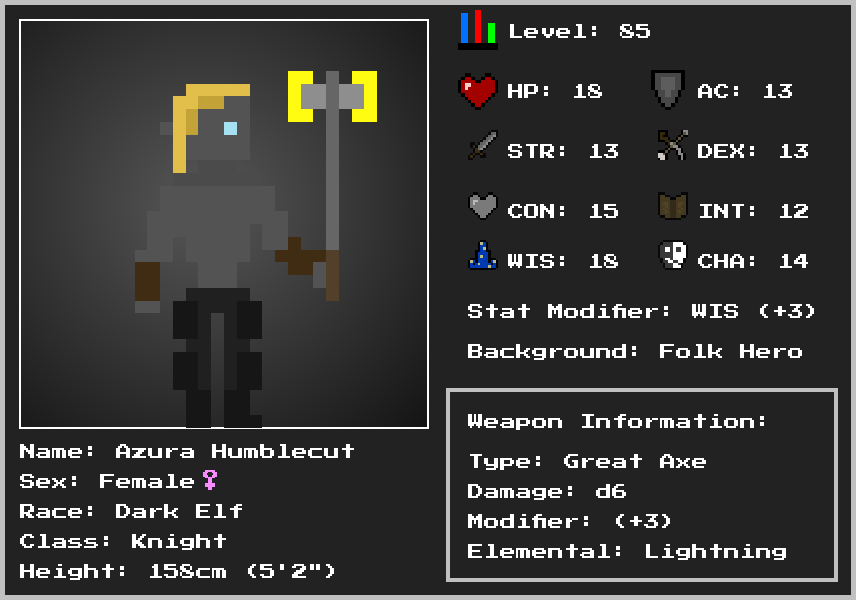 Level: 85
HP: 18
AC: 13
STR: 13
DEX: 13
CON: 15
INT: 12
WIS: 18
CHA: 14
Stat Modifier: WIS (+3)
Background: Folk Hero
Name: Azura Humblecut
Sex: Female♀
Race: Dark Elf
Class: Knight
Height: 158cm (5'2")
Weapon Information:
Type: Great Axe
Damage: d6
Modifier: (+3)
Elemental: Lightning